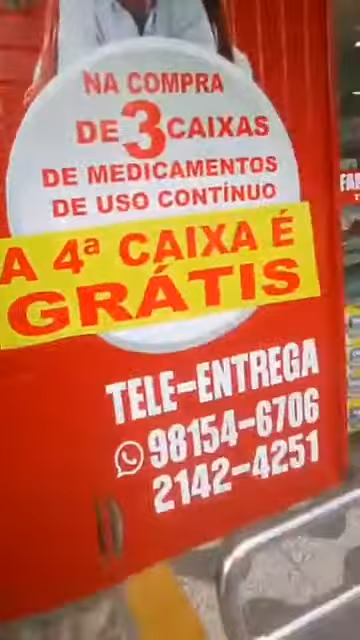 NA COMPRA
DE 3 CAIXAS
DE MEDICAMENTOS
DE USO CONTÍNUO
A 4ª CAIXA É
GRÁTIS
TELE-ENTREGA
98154-6706
2142-4251